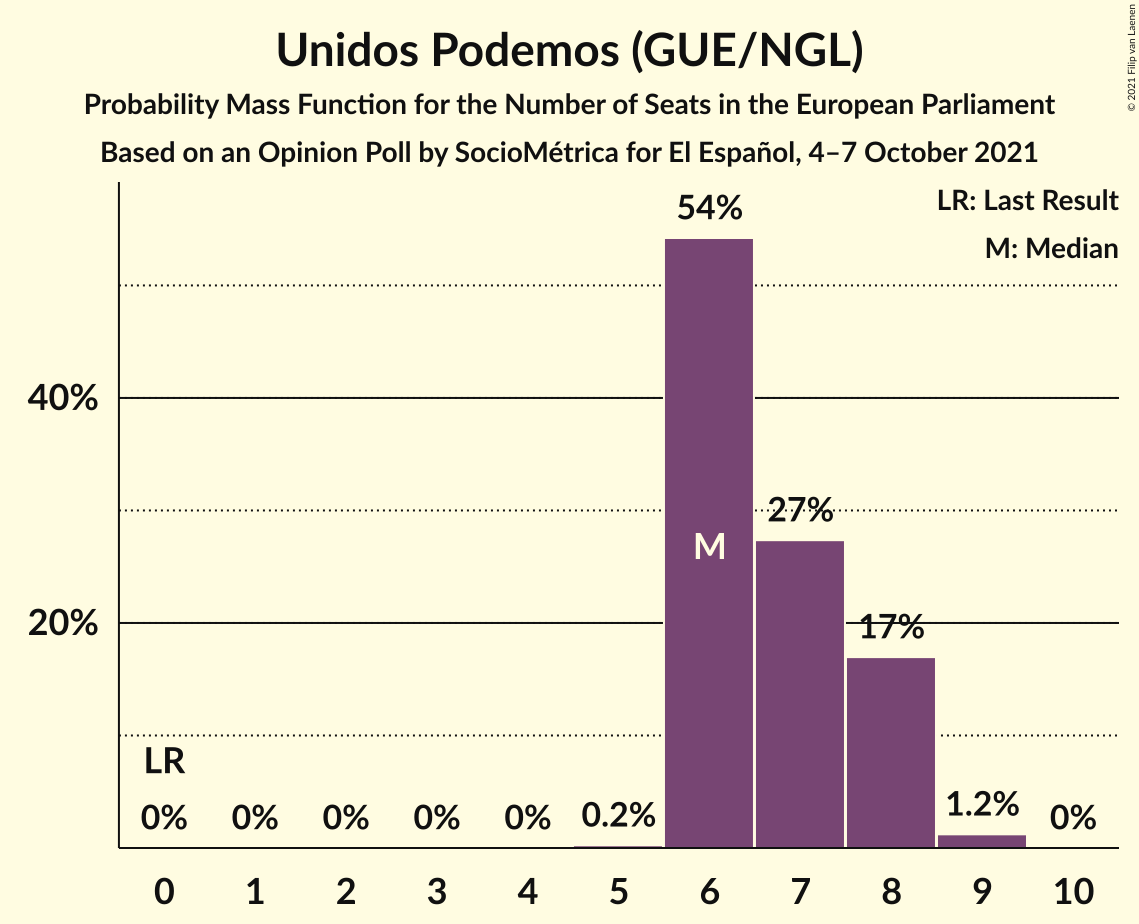 Unidos Podemos (GUE/NGL)
Probability Mass Function for the Number of Seats in the European Parliament
Based on an Opinion Poll by SocioMétrica for El Español, 4–7 October 2021
© 2021 Filip van Laenen
LR: Last Result
M: Median
54%
40%
27%
M
20%
17%
LR
0%
0%
0%
0%
0%
0.2%
1.2%
0%
0 1 2 3 4 5 6 7 8 9 10